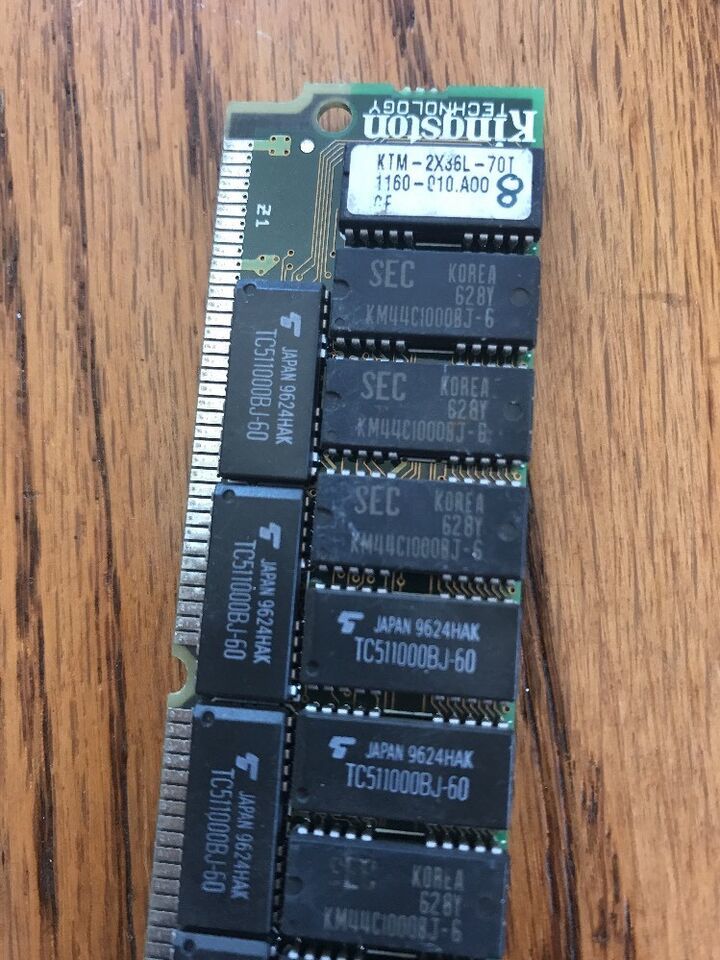 Kingston
TECHNOLOGY
KTM-2X36L-70T
1160-010.A00
8
Z1
SEC KOREA
628Y
KM44C1000BJ-6
JAPAN 9624HAK
TC511000BJ-60
SEC KOREA
628Y
KM44C1000BJ-6
SEC KOREA
628Y
KM44C1000BJ-6
JAPAN 9624HAK
TC511000BJ-60
JAPAN 9624HAK
TC511000BJ-60
JAPAN 9624HAK
TC511000BJ-60
JAPAN 9624HAK
TC511000BJ-60
SEC KOREA
628Y
KM44C1000BJ-6